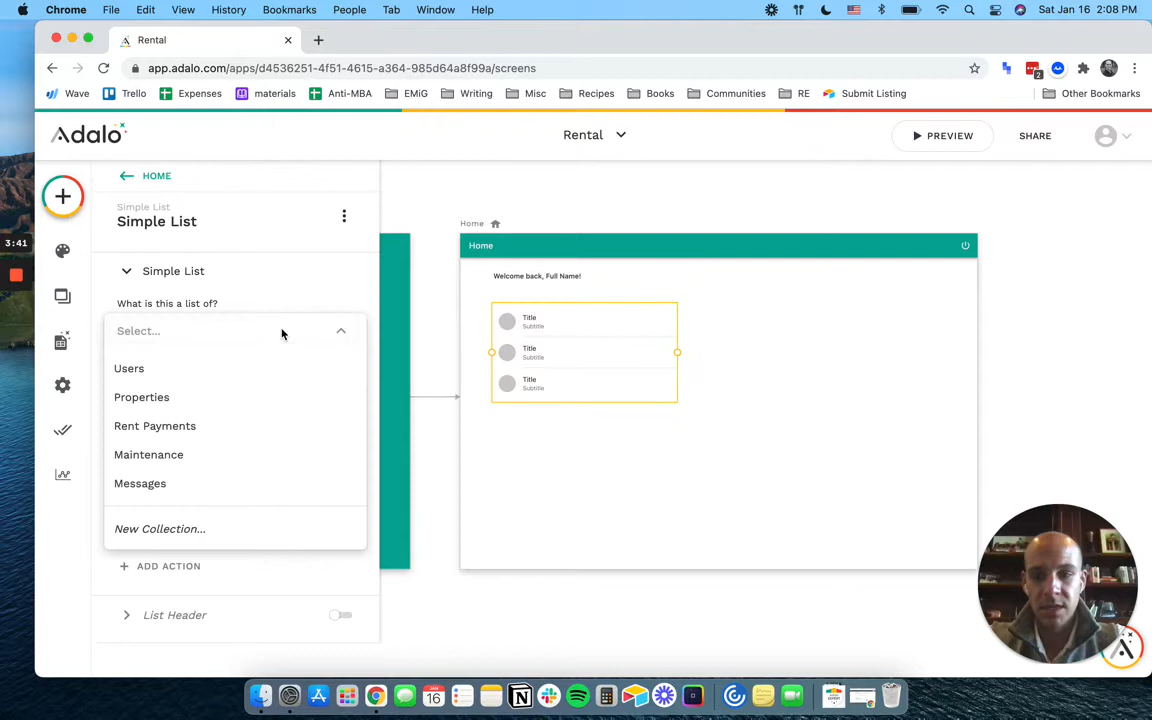 Chrome File Edit View History Bookmarks People Tab Window Help Sat Jan 16 2:08 PM
Rental
app.adalo.com/apps/d4536251-4f51-4615-a364-985d64a8f99a/screens
2
Wave Trello Expenses materials Anti-MBA EMiG Writing Misc Recipes Books Communities RE Submit Listing Other Bookmarks
Adalo Rental PREVIEW SHARE
HOME
Simple List
Simple List
3:41
Simple List
What is this a list of?
Select...
Users
Properties
Rent Payments
Maintenance
Messages
New Collection...
ADD ACTION
List Header
Home
Home
Welcome back, Full Name!
Title
Subtitle
Title
Subtitle
Title
Subtitle
JAN
16